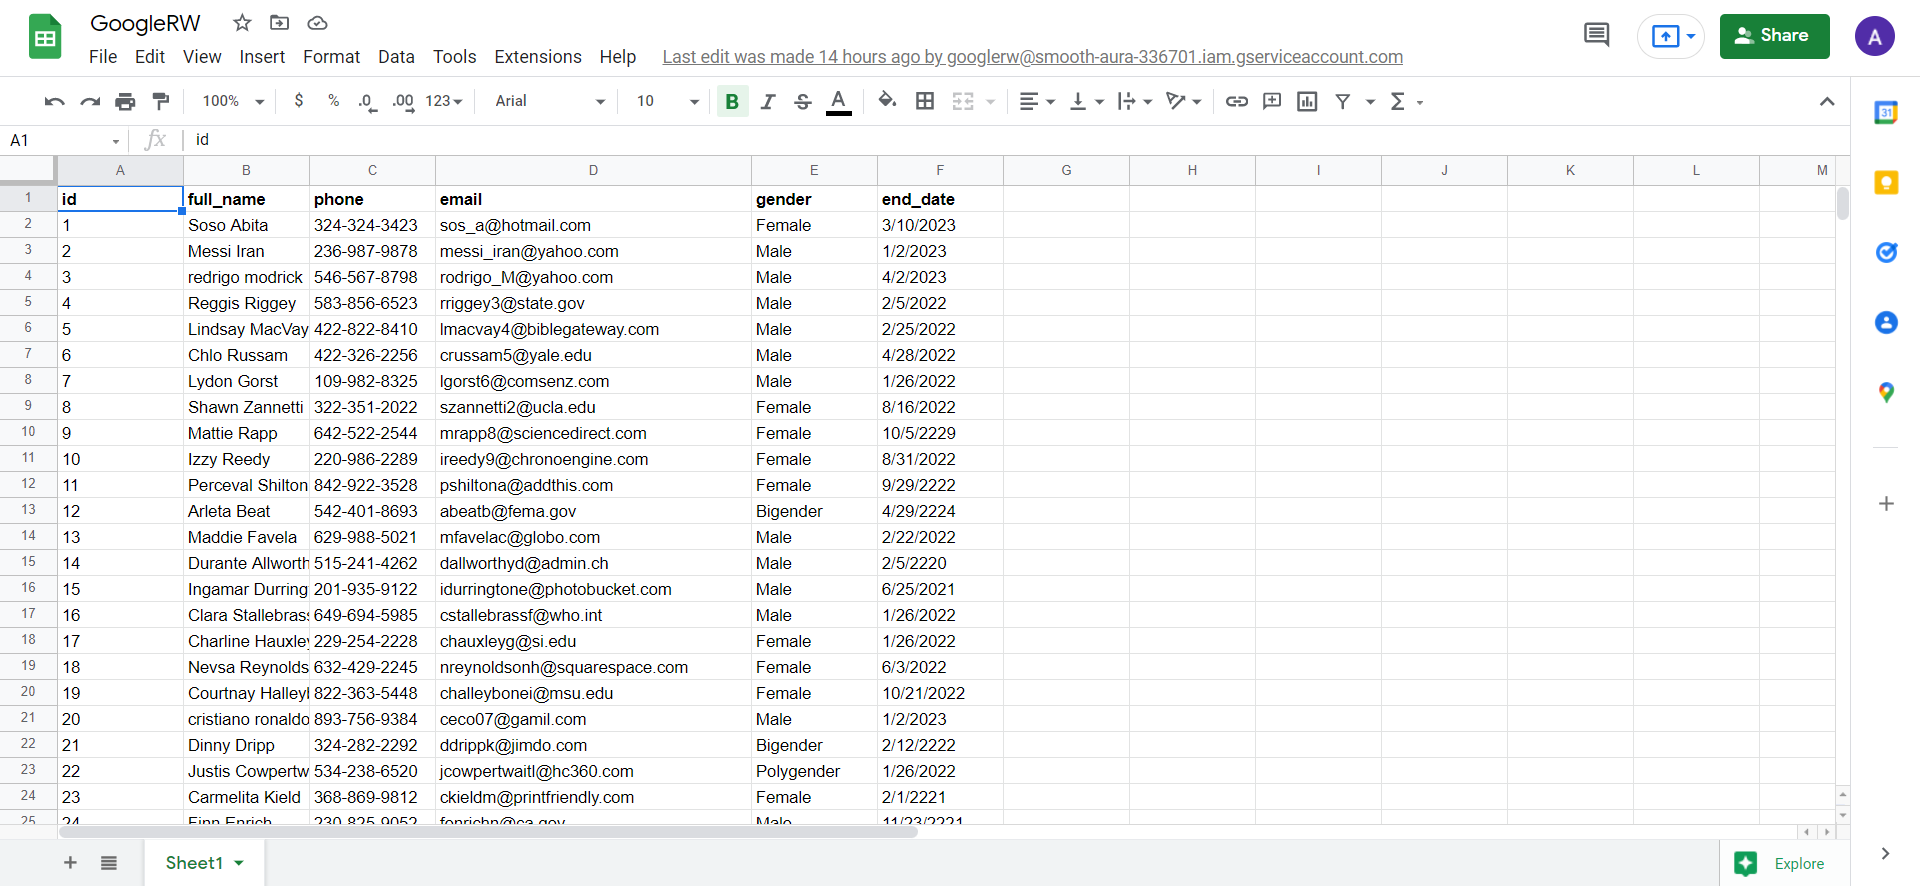 GoogleRW
File Edit View Insert Format Data Tools Extensions Help Last edit was made 14 hours ago by googlerw@smooth-aura-336701.iam.gserviceaccount.com
Share
A
100% $ % .0 .00 123 Arial 10 B I S A Σ
31
A1 fx id
A B C D E F G H I J K L M
1 id full_name phone email gender end_date
2 1 Soso Abita 324-324-3423 sos_a@hotmail.com Female 3/10/2023
3 2 Messi Iran 236-987-9878 messi_iran@yahoo.com Male 1/2/2023
4 3 redrigo modrick 546-567-8798 rodrigo_M@yahoo.com Male 4/2/2023
5 4 Reggis Riggey 583-856-6523 rriggey3@state.gov Male 2/5/2022
6 5 Lindsay MacVay 422-822-8410 lmacvay4@biblegateway.com Male 2/25/2022
7 6 Chlo Russam 422-326-2256 crussam5@yale.edu Male 4/28/2022
8 7 Lydon Gorst 109-982-8325 lgorst6@comsenz.com Male 1/26/2022
9 8 Shawn Zannetti 322-351-2022 szannetti2@ucla.edu Female 8/16/2022
10 9 Mattie Rapp 642-522-2544 mrapp8@sciencedirect.com Female 10/5/2229
11 10 Izzy Reedy 220-986-2289 ireedy9@chronoengine.com Female 8/31/2022
12 11 Perceval Shilton 842-922-3528 pshiltona@addthis.com Female 9/29/2222
13 12 Arleta Beat 542-401-8693 abeatb@fema.gov Bigender 4/29/2224
14 13 Maddie Favela 629-988-5021 mfavelac@globo.com Male 2/22/2022
15 14 Durante Allworth 515-241-4262 dallworthyd@admin.ch Male 2/5/2220
16 15 Ingamar Durring 201-935-9122 idurringtone@photobucket.com Male 6/25/2021
17 16 Clara Stallebras 649-694-5985 cstallebrassf@who.int Male 1/26/2022
18 17 Charline Hauxley 229-254-2228 chauxleyg@si.edu Female 1/26/2022
19 18 Nevsa Reynolds 632-429-2245 nreynoldsonh@squarespace.com Female 6/3/2022
20 19 Courtnay Halley 822-363-5448 challeybonei@msu.edu Female 10/21/2022
21 20 cristiano ronaldo 893-756-9384 ceco07@gamil.com Male 1/2/2023
22 21 Dinny Dripp 324-282-2292 ddrippk@jimdo.com Bigender 2/12/2222
23 22 Justis Cowpertw 534-238-6520 jcowpertwaitl@hc360.com Polygender 1/26/2022
24 23 Carmelita Kield 368-869-9812 ckieldm@printfriendly.com Female 2/1/2221
25 24 Finn Enrich 230-825-9052 fenrichn@ca.gov Male 11/23/2221
Sheet1
Explore